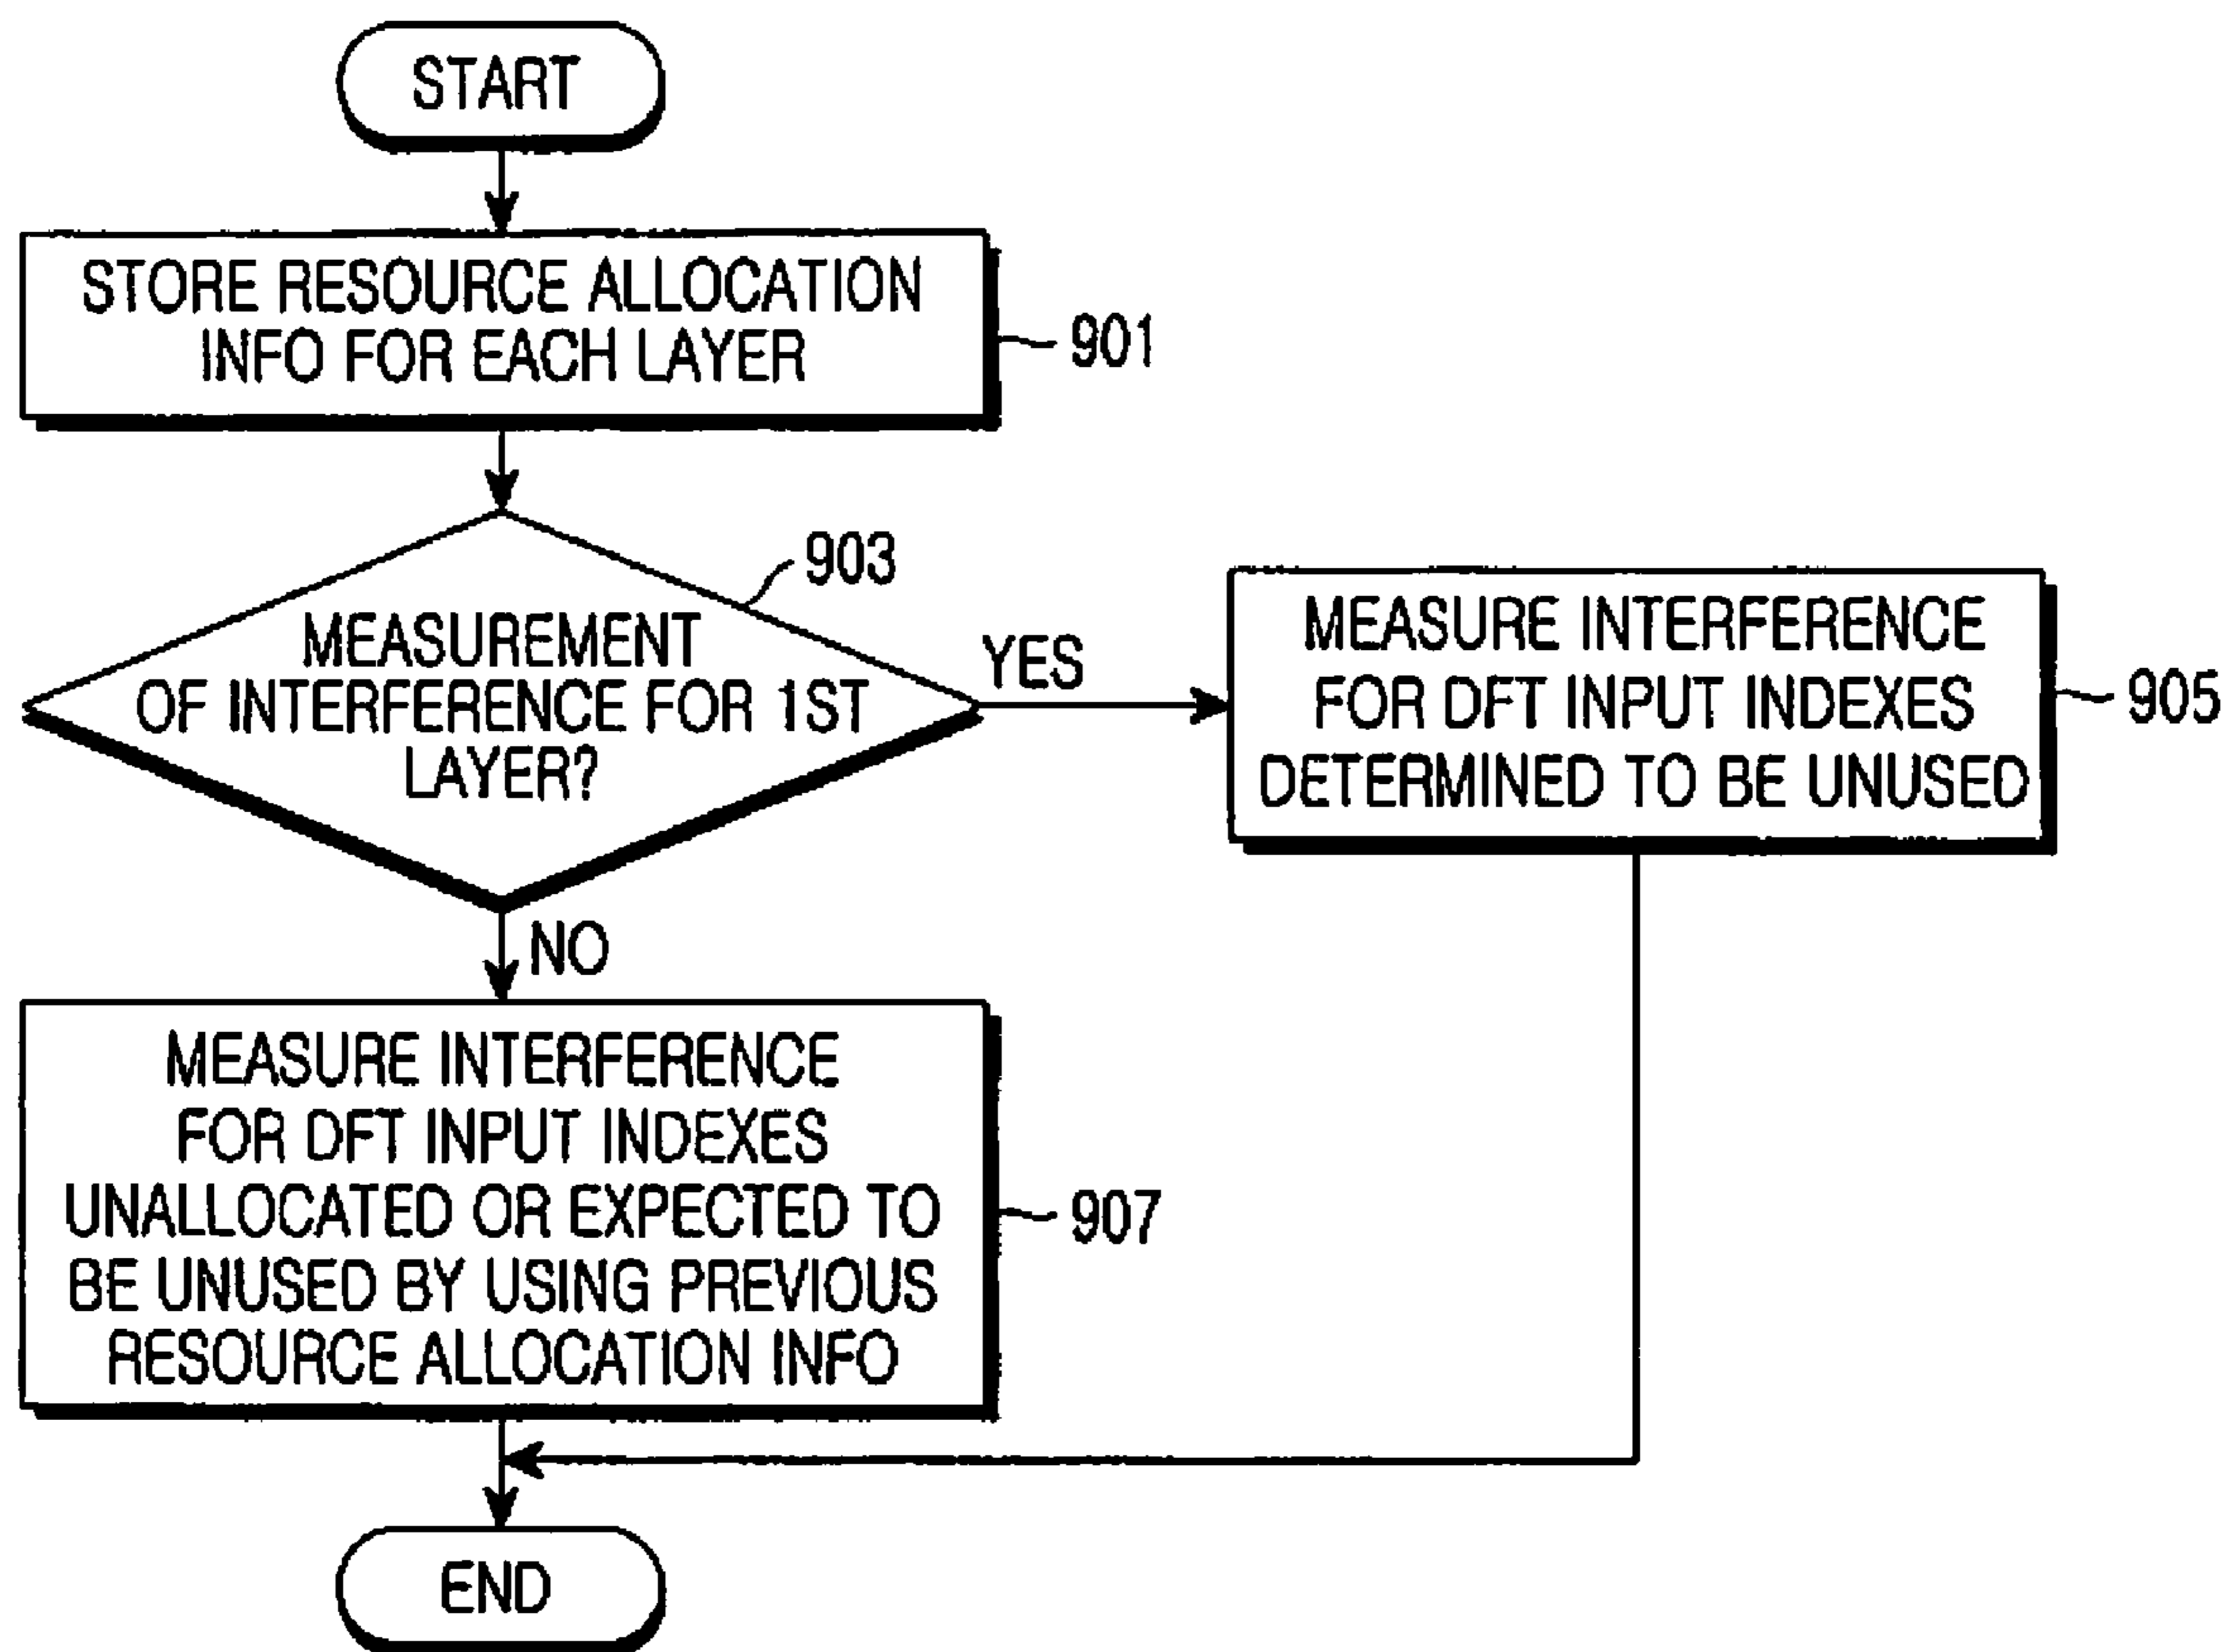 START
STORE RESOURCE ALLOCATION
INFO FOR EACH LAYER
901
903
MEASUREMENT
OF INTERFERENCE FOR 1ST
LAYER?
YES
MEASURE INTERFERENCE
FOR DFT INPUT INDEXES
DETERMINED TO BE UNUSED
905
NO
MEASURE INTERFERENCE
FOR DFT INPUT INDEXES
UNALLOCATED OR EXPECTED TO
BE UNUSED BY USING PREVIOUS
RESOURCE ALLOCATION INFO
907
END